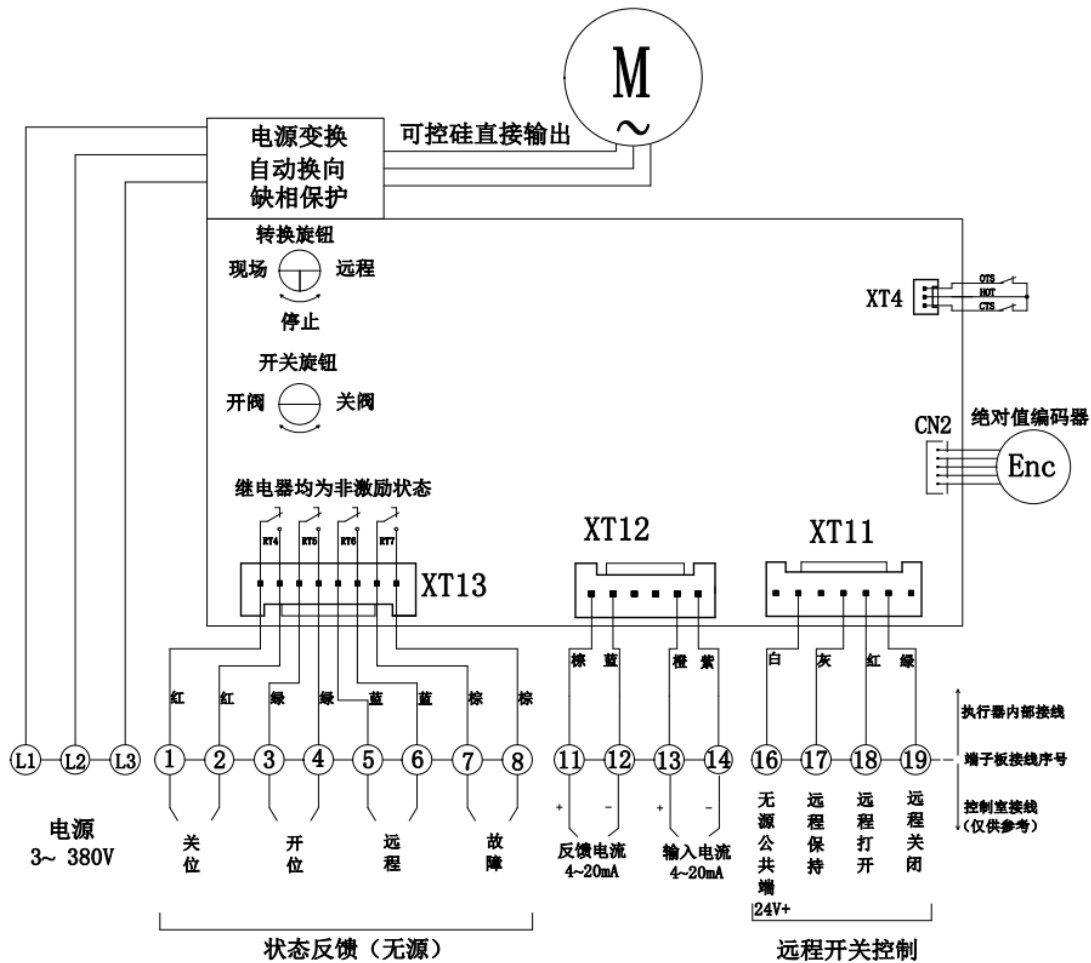 M
~
电源变换
自动换向
缺相保护
可控硅直接输出
转换旋钮
现场 远程
停止
开关旋钮
开阀 关阀
XT4
OTS
HOT
CTS
CN2
绝对值编码器
Enc
继电器均为非激励状态
RT4 RT5 RT6 RT7
XT13
XT12
XT11
红 红 绿 绿 蓝 蓝 棕 棕
棕 蓝 橙 紫
白 灰 红 绿
执行器内部接线
L1 L2 L3 1 2 3 4 5 6 7 8 11 12 13 14 16 17 18 19
端子板接线序号
控制室接线
(仅供参考)
电源
3~ 380V
关位
开位
远程
故障
+ - + -
反馈电流
4~20mA
输入电流
4~20mA
无源公共端
24V+
远程保持
远程打开
远程关闭
状态反馈(无源)
远程开关控制